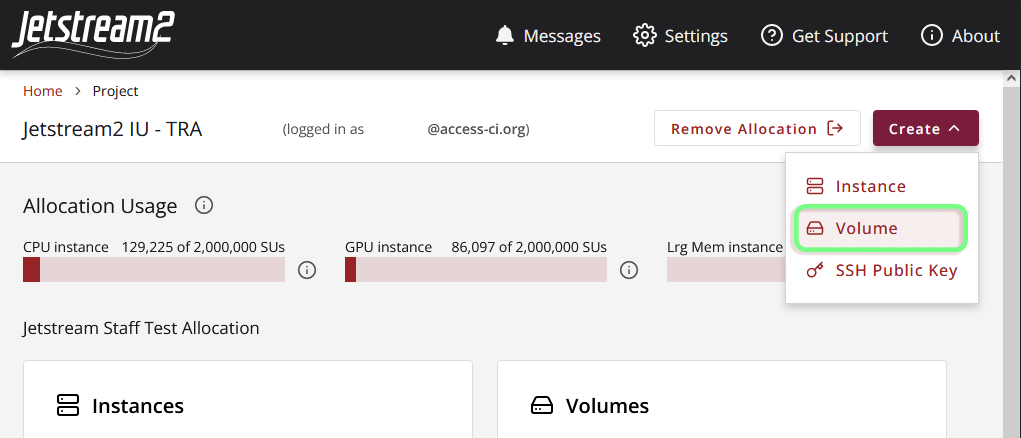 Jetstream2
Messages
Settings
Get Support
About
Home > Project
Jetstream2 IU - TRA
(logged in as @access-ci.org)
Remove Allocation
Create
Instance
Volume
SSH Public Key
Allocation Usage
CPU instance 129,225 of 2,000,000 SUs
GPU instance 86,097 of 2,000,000 SUs
Lrg Mem instance
Jetstream Staff Test Allocation
Instances
Volumes